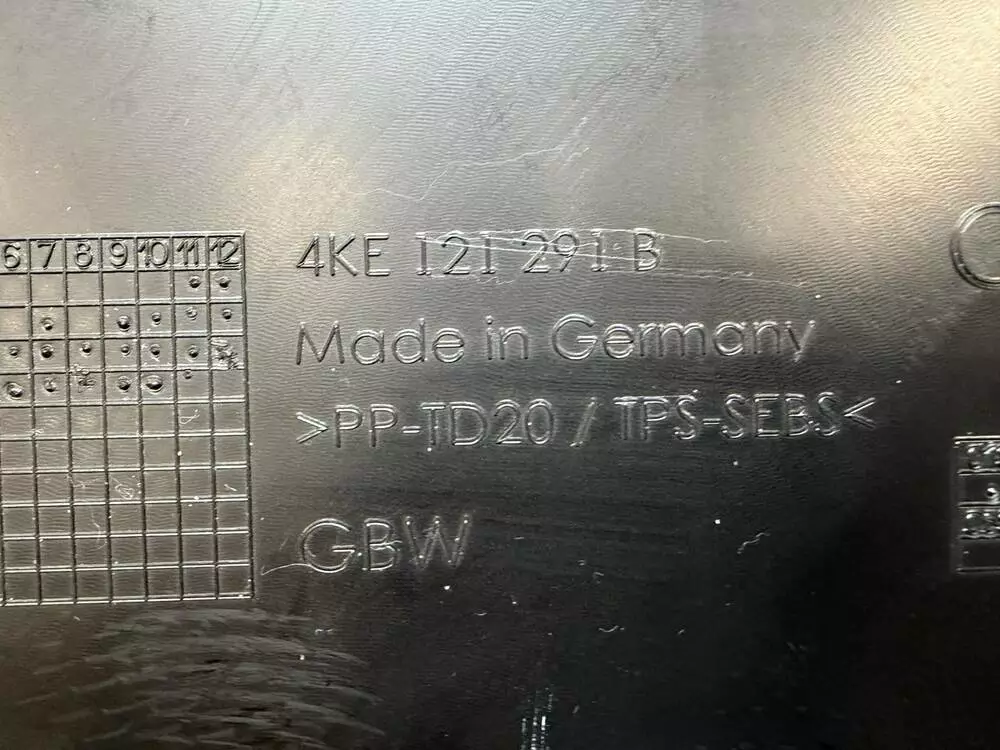 6 7 8 9 10 11 12
4KE 121 291 B
Made in Germany
>PP-TD20 / TPS-SEBS<
GBW